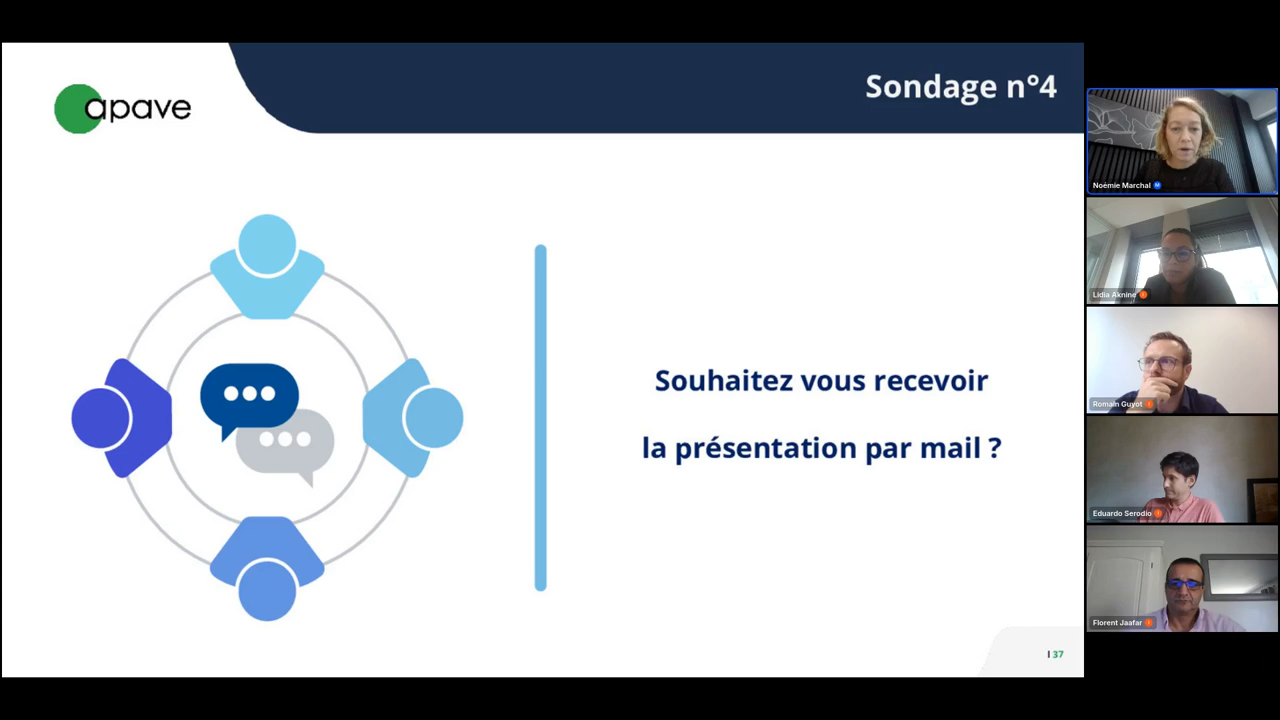 apave
Sondage n°4
Souhaitez vous recevoir
la présentation par mail ?
I 37
Noémie Marchal M
Lidia Aknine I
Romain Guyot I
Eduardo Serodio I
Florent Jaafar I